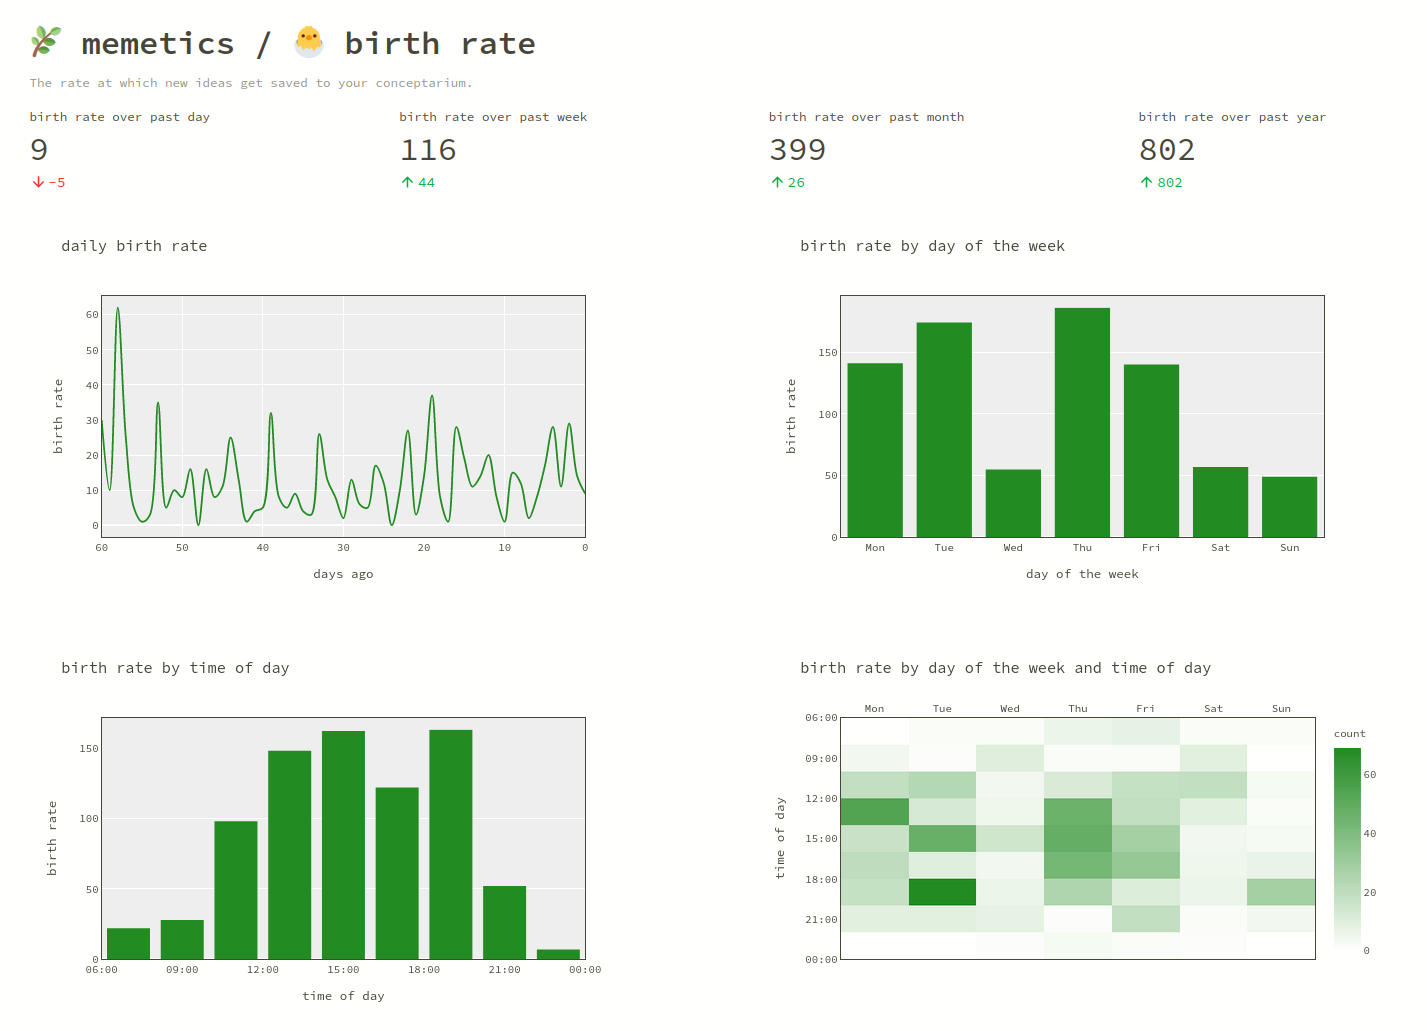 🌿 memetics / 🐣 birth rate
The rate at which new ideas get saved to your conceptarium.
birth rate over past day
9
↓ -5
birth rate over past week
116
↑ 44
birth rate over past month
399
↑ 26
birth rate over past year
802
↑ 802
daily birth rate
birth rate
60
50
40
30
20
10
0
60 50 40 30 20 10 0
days ago
birth rate by day of the week
birth rate
150
100
50
0
Mon Tue Wed Thu Fri Sat Sun
day of the week
birth rate by time of day
birth rate
150
100
50
0
06:00 09:00 12:00 15:00 18:00 21:00 00:00
time of day
birth rate by day of the week and time of day
Mon Tue Wed Thu Fri Sat Sun
time of day
06:00
09:00
12:00
15:00
18:00
21:00
00:00
count
60
40
20
0